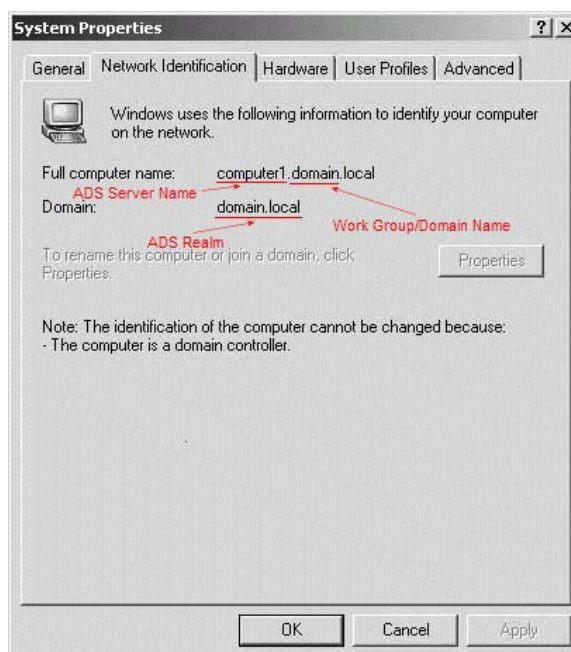 System Properties
General Network Identification Hardware User Profiles Advanced
Windows uses the following information to identify your computer
on the network.
Full computer name: computer1.domain.local
ADS Server Name
Domain: domain.local
Work Group/Domain Name
ADS Realm
To rename this computer or join a domain, click
Properties.
Properties
Note: The identification of the computer cannot be changed because:
- The computer is a domain controller.
OK Cancel Apply